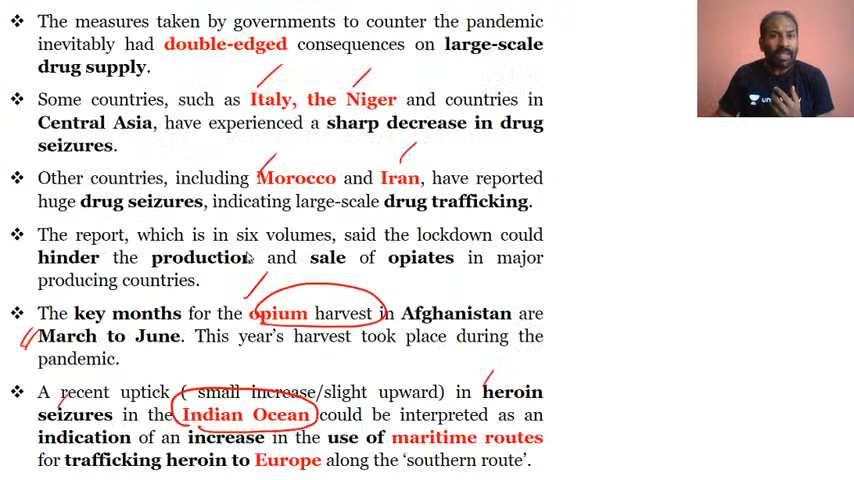 ❖ The measures taken by governments to counter the pandemic
inevitably had double-edged consequences on large-scale
drug supply.
❖ Some countries, such as Italy, the Niger and countries in
Central Asia, have experienced a sharp decrease in drug
seizures.
❖ Other countries, including Morocco and Iran, have reported
huge drug seizures, indicating large-scale drug trafficking.
❖ The report, which is in six volumes, said the lockdown could
hinder the production and sale of opiates in major
producing countries.
❖ The key months for the opium harvest in Afghanistan are
March to June. This year's harvest took place during the
pandemic.
❖ A recent uptick ( small increase/slight upward) in heroin
seizures in the Indian Ocean could be interpreted as an
indication of an increase in the use of maritime routes
for trafficking heroin to Europe along the 'southern route'.